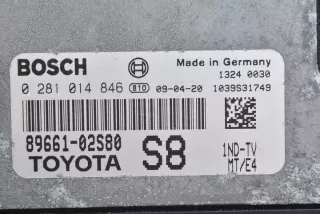 BOSCH Made in Germany
1324 0030
0 281 014 846 810 09-04-20 1039S31749
89661-02S80
TOYOTA S8 1ND-TV
MT/E4